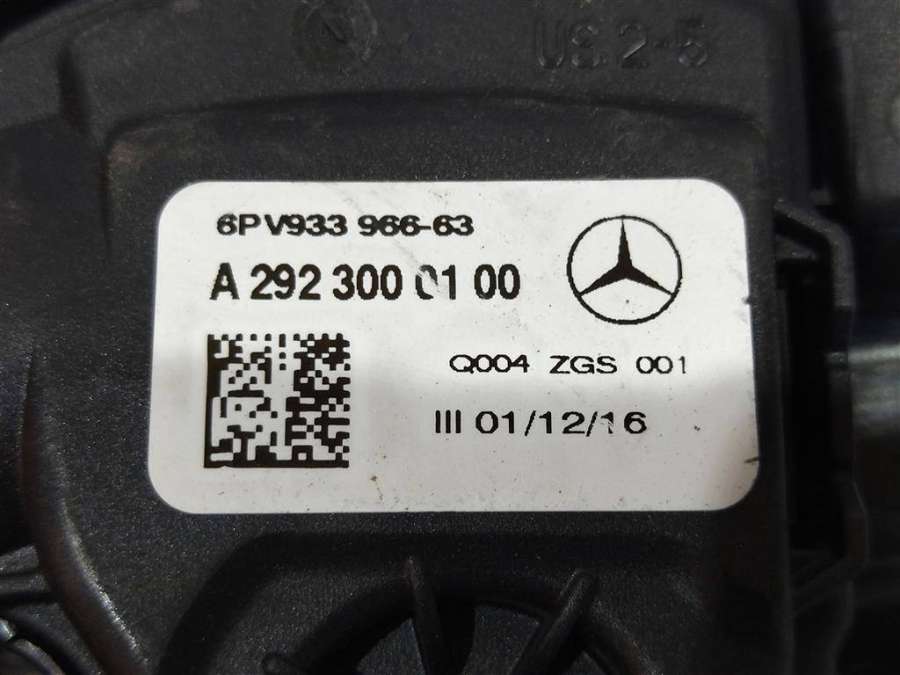 US 2-5
6PV933 966-63
A 292 300 01 00
Q004 ZGS 001
III 01/12/16